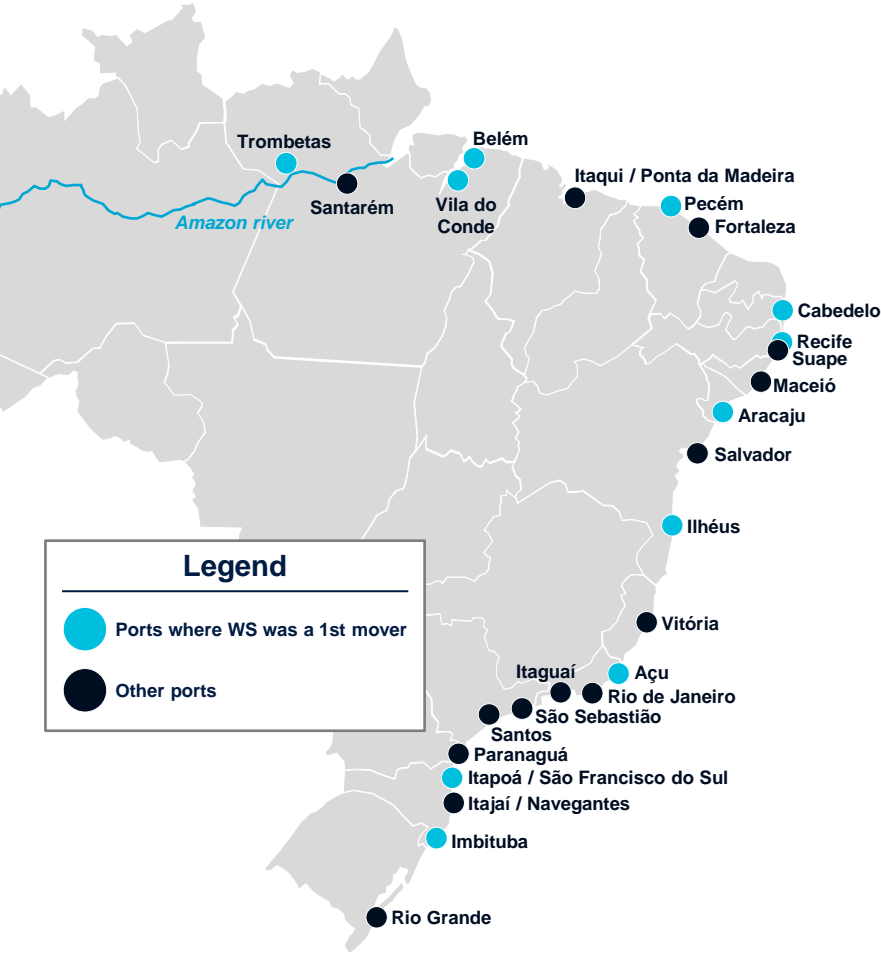 Trombetas
Belém
Itaqui / Ponta da Madeira
Santarém
Vila do
Conde
Pecém
Amazon river
Fortaleza
Cabedelo
Recife
Suape
Maceió
Aracaju
Salvador
Ilhéus
Legend
Ports where WS was a 1st mover
Other ports
Vitória
Itaguaí
Açu
Rio de Janeiro
São Sebastião
Santos
Paranaguá
Itapoá / São Francisco do Sul
Itajaí / Navegantes
Imbituba
Rio Grande